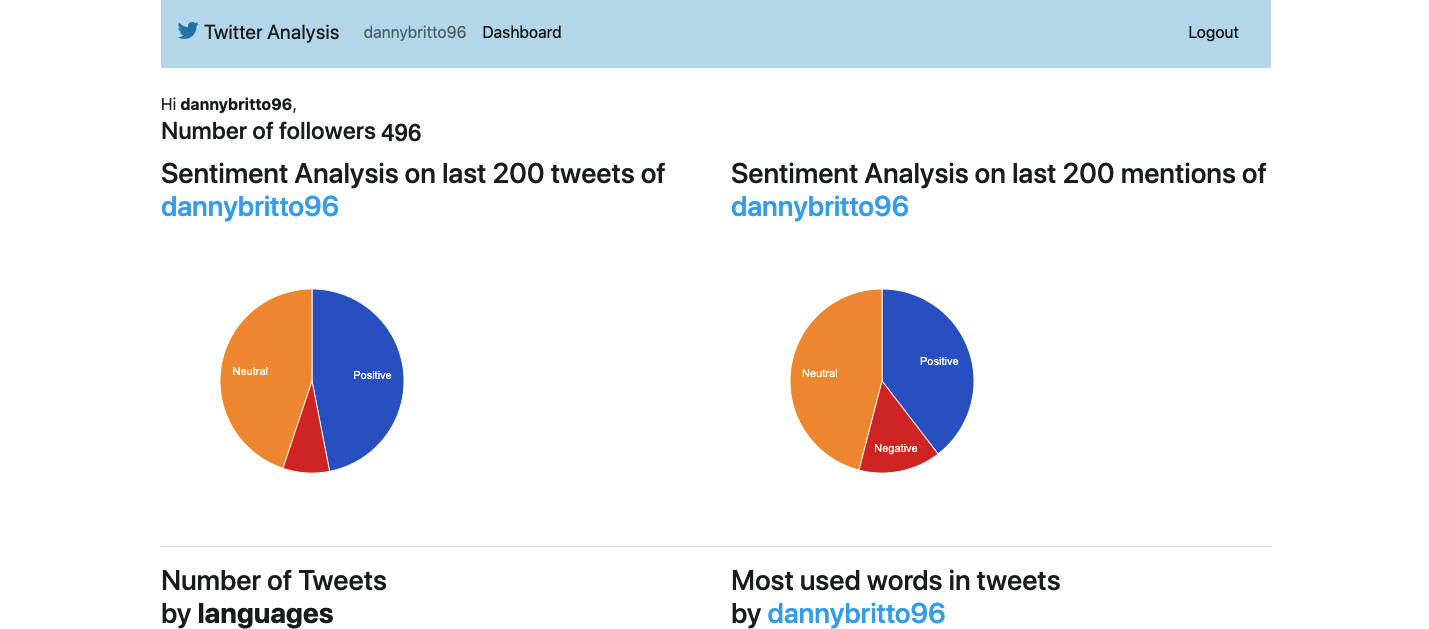 Twitter Analysis dannybritto96 Dashboard Logout
Hi dannybritto96,
Number of followers 496
Sentiment Analysis on last 200 tweets of
dannybritto96
Sentiment Analysis on last 200 mentions of
dannybritto96
Neutral
Positive
Neutral
Positive
Negative
Number of Tweets
by languages
Most used words in tweets
by dannybritto96